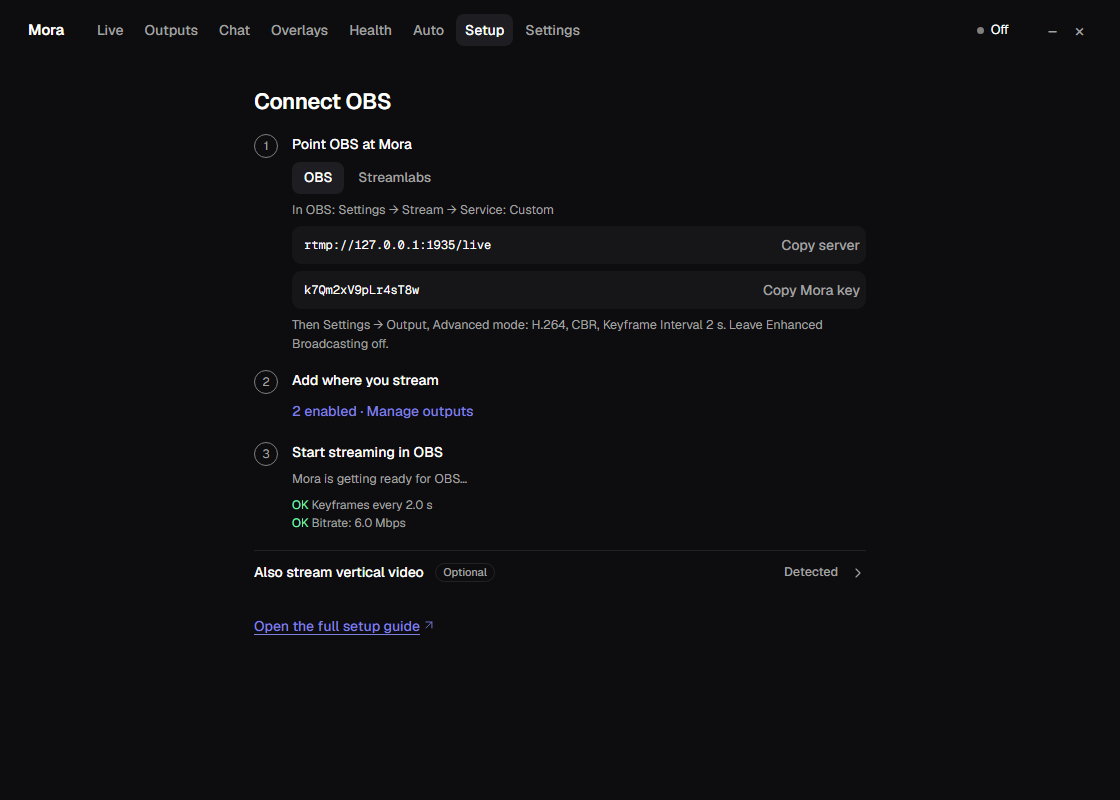 Mora Live Outputs Chat Overlays Health Auto Setup Settings Off
Connect OBS
1 Point OBS at Mora
OBS Streamlabs
In OBS: Settings → Stream → Service: Custom
rtmp://127.0.0.1:1935/live Copy server
k7Qm2xV9pLr4sT8w Copy Mora key
Then Settings → Output, Advanced mode: H.264, CBR, Keyframe Interval 2 s. Leave Enhanced
Broadcasting off.
2 Add where you stream
2 enabled · Manage outputs
3 Start streaming in OBS
Mora is getting ready for OBS…
OK Keyframes every 2.0 s
OK Bitrate: 6.0 Mbps
Also stream vertical video Optional Detected
Open the full setup guide